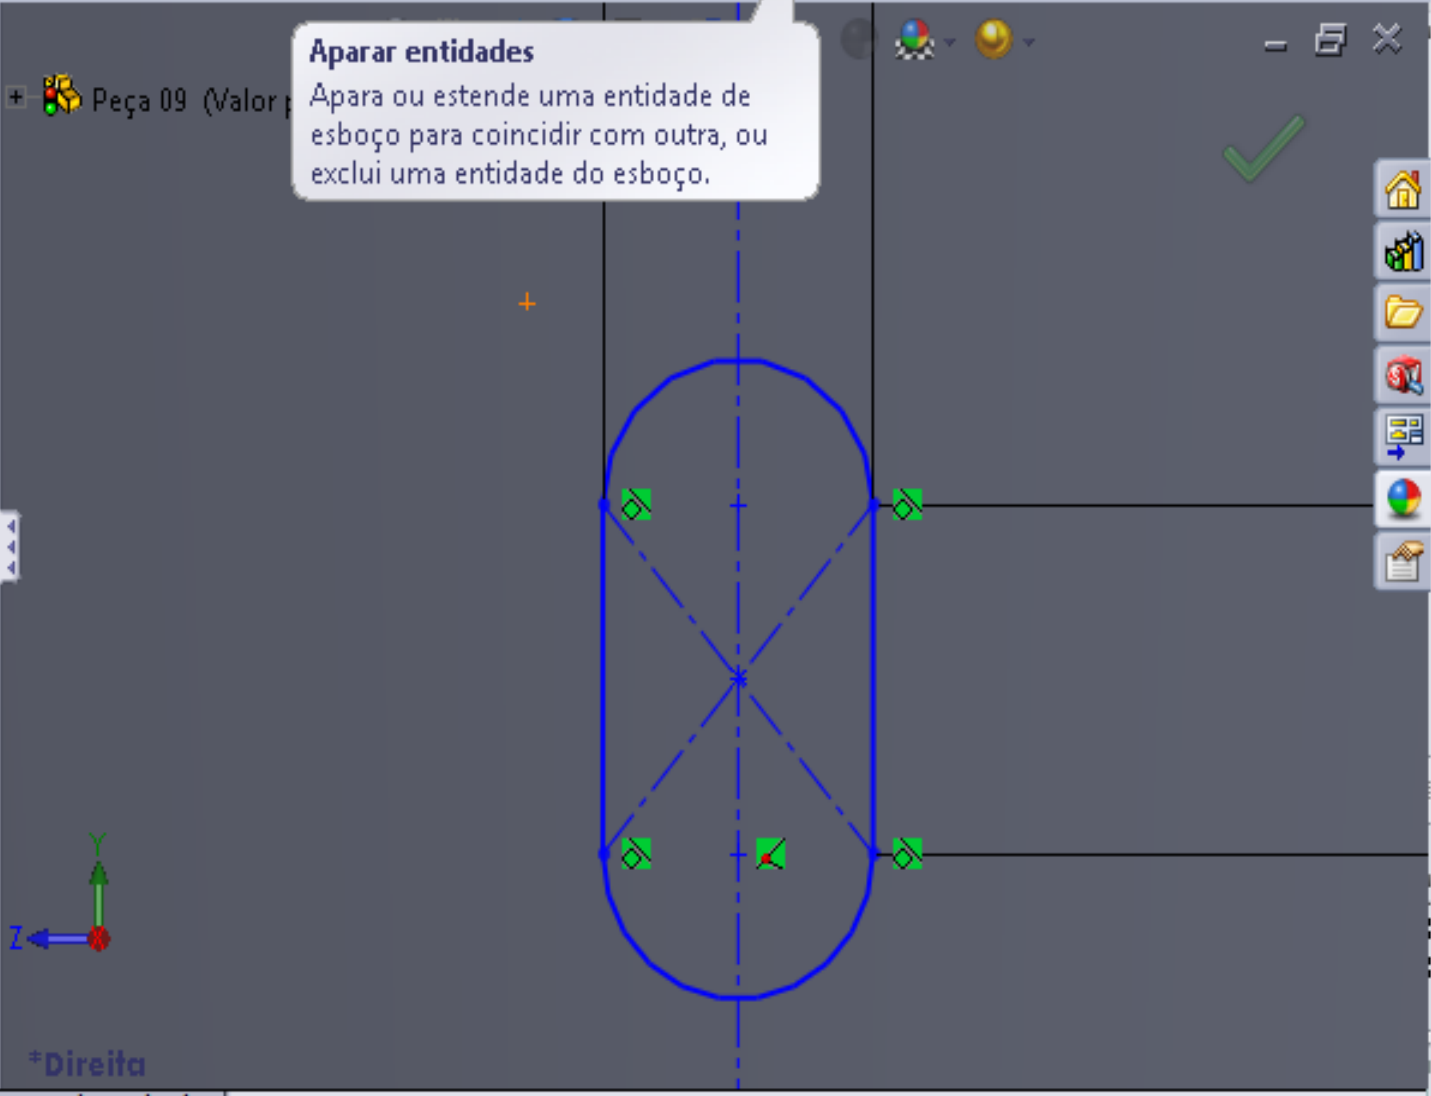 Aparar entidades
Apara ou estende uma entidade de
esboço para coincidir com outra, ou
exclui uma entidade do esboço.
Peça 09 (Valor
Y
Z
X
*Direita